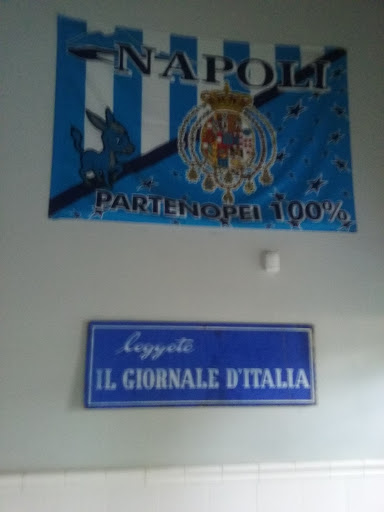 NAPOLI
PARTENOPEI 100%
leggete
IL GIORNALE D'ITALIA